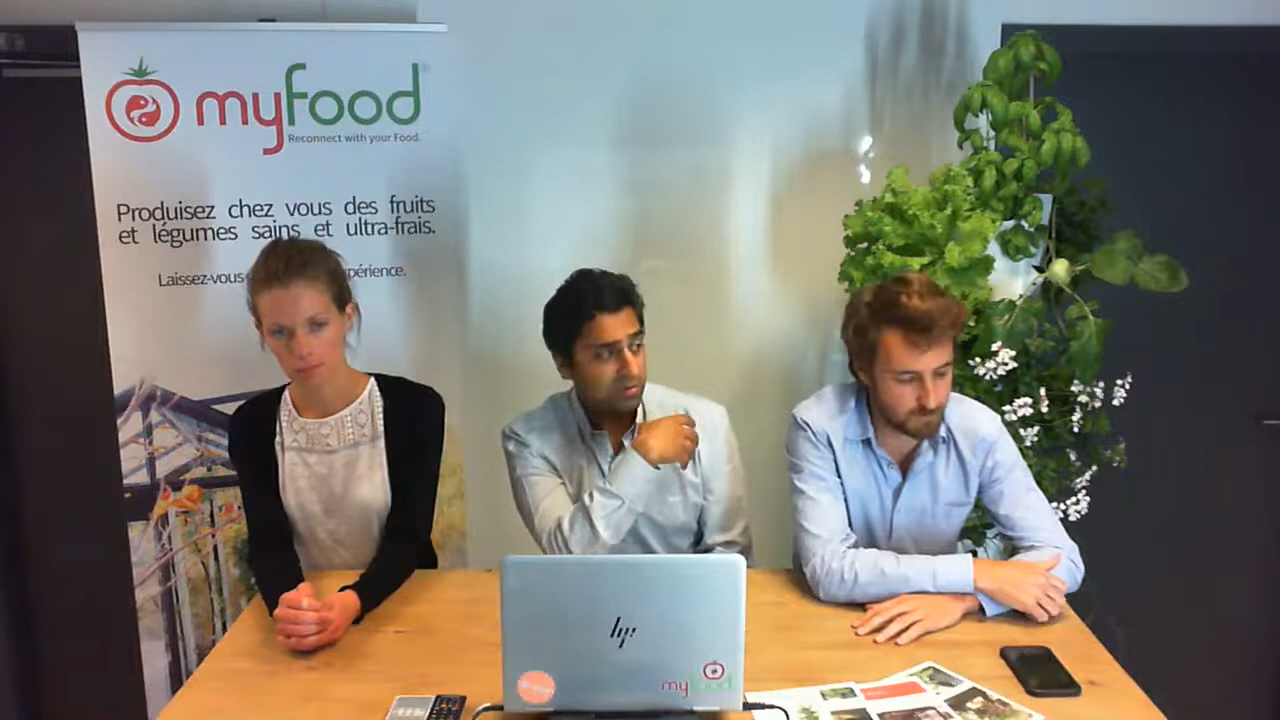 myfood
Reconnect with your Food.
Produisez chez vous des fruits
et légumes sains et ultra-frais.
Laissez-vous périence.
hp
myfood